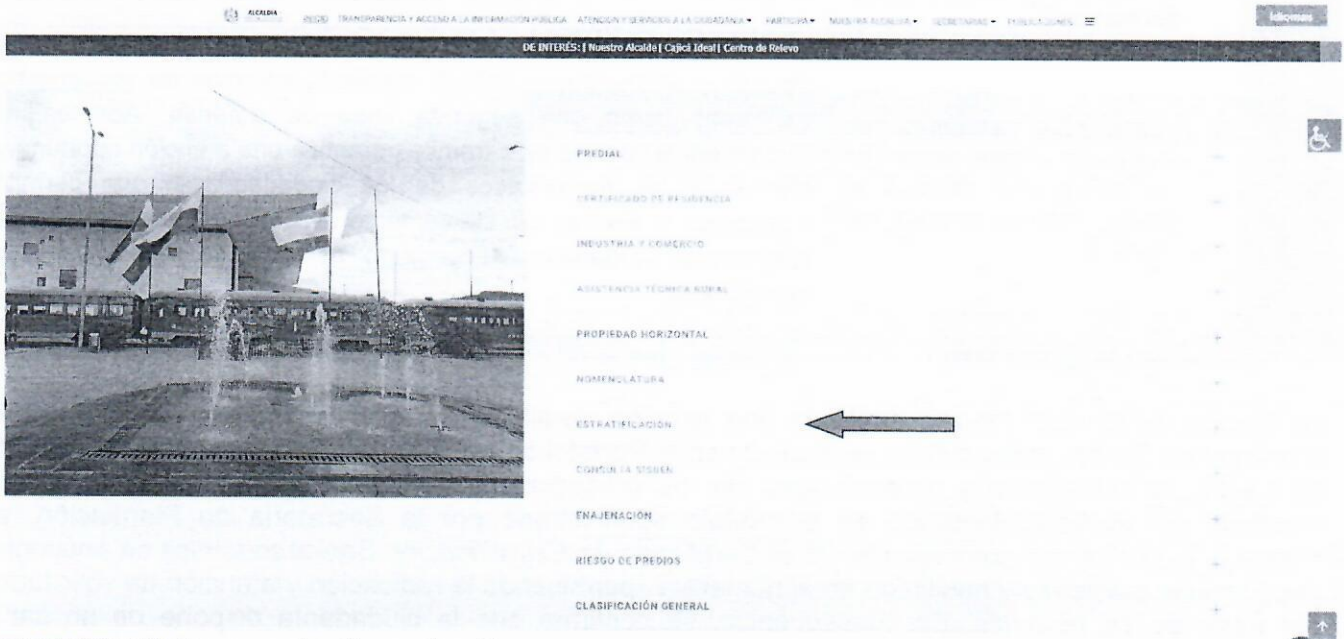 ALCALDÍA
INICIO TRANSPARENCIA Y ACCESO A LA INFORMACIÓN PÚBLICA ATENCIÓN Y SERVICIOS A LA CIUDADANÍA PARTICIPA NUESTRA ALCALDÍA SECRETARÍAS PUBLICACIONES
Idiomas
DE INTERÉS: | Nuestro Alcalde | Cajicá Ideal | Centro de Relevo
PREDIAL
CERTIFICADO DE RESIDENCIA
INDUSTRIA Y COMERCIO
ASISTENCIA TÉCNICA RURAL
PROPIEDAD HORIZONTAL
NOMENCLATURA
ESTRATIFICACIÓN
CONSULTA SISBEN
ENAJENACIÓN
RIESGO DE PREDIOS
CLASIFICACIÓN GENERAL